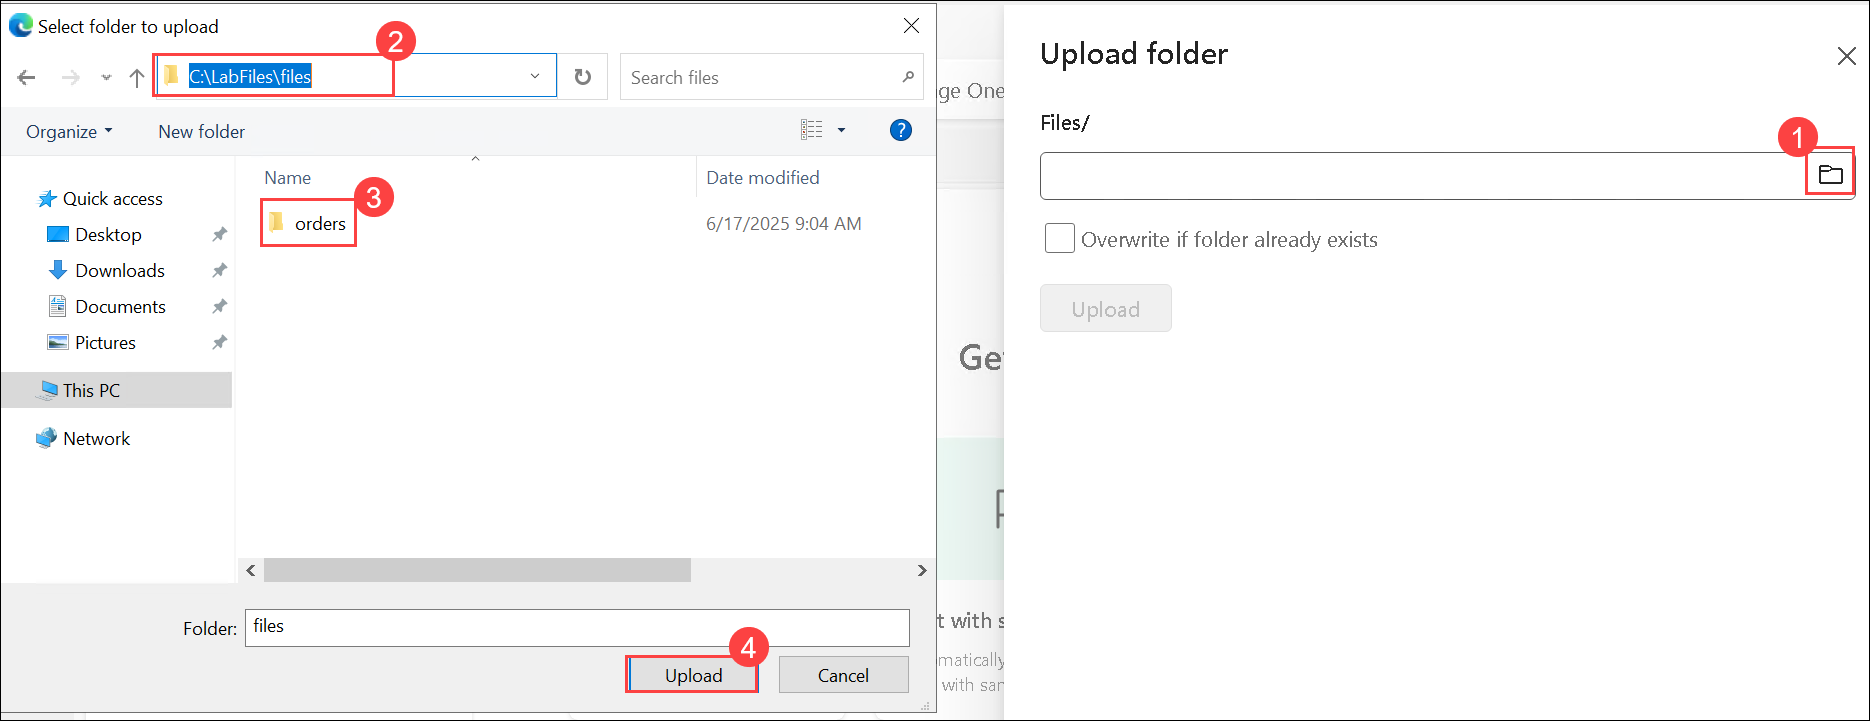 Select folder to upload
2
C:\LabFiles\files
Search files
Organize
New folder
?
Name
Date modified
3
orders
6/17/2025 9:04 AM
Quick access
Desktop
Downloads
Documents
Pictures
This PC
Network
Folder:
files
4
Upload
Cancel
ge One
Ge
t with s
omatically
with sam
Upload folder
Files/
1
Overwrite if folder already exists
Upload